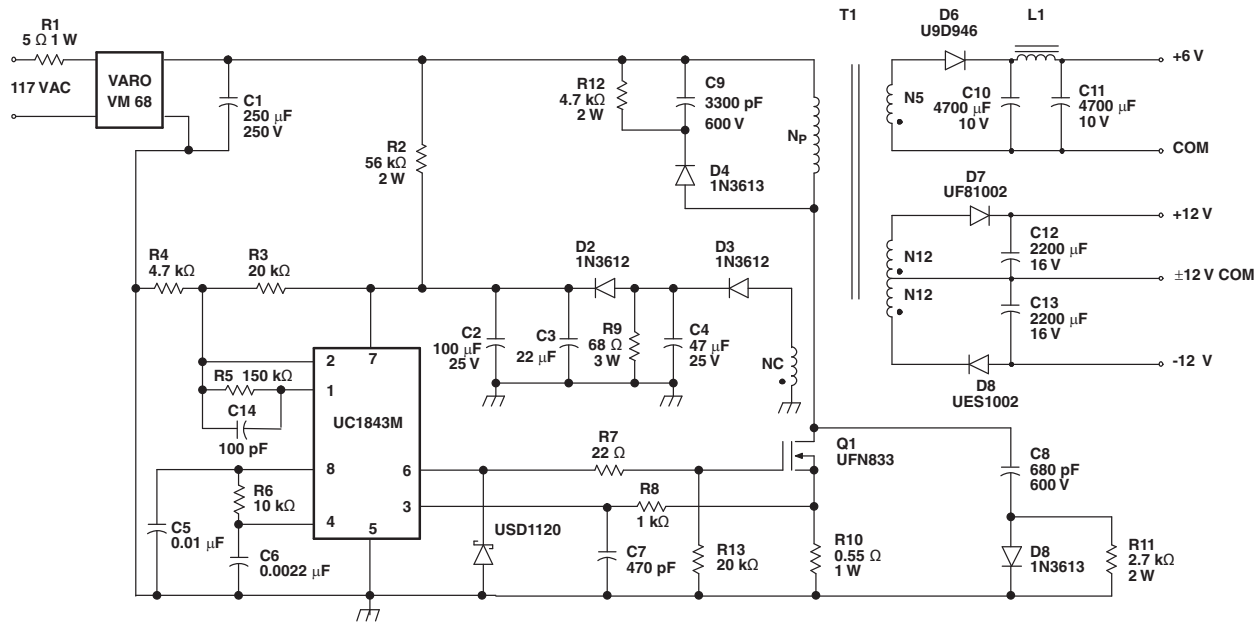 R1
5 Ω 1 W
117 VAC
VARO
VM 68
C1
250 µF
250 V
R2
56 kΩ
2 W
R12
4.7 kΩ
2 W
C9
3300 pF
600 V
D4
1N3613
NP
T1
D6
U9D946
L1
+6 V
N5
C10
4700 µF
10 V
C11
4700 µF
10 V
COM
D7
UF81002
+12 V
N12
N12
C12
2200 µF
16 V
±12 V COM
C13
2200 µF
16 V
-12 V
D8
UES1002
R4
4.7 kΩ
R3
20 kΩ
D2
1N3612
D3
1N3612
C2
100 µF
25 V
C3
22 µF
R9
68 Ω
3 W
C4
47 µF
25 V
NC
R5 150 kΩ
C14
100 pF
2
1
7
UC1843M
8
4
5
6
3
R6
10 kΩ
C5
0.01 µF
C6
0.0022 µF
USD1120
R7
22 Ω
R8
1 kΩ
C7
470 pF
R13
20 kΩ
Q1
UFN833
R10
0.55 Ω
1 W
C8
680 pF
600 V
D8
1N3613
R11
2.7 kΩ
2 W